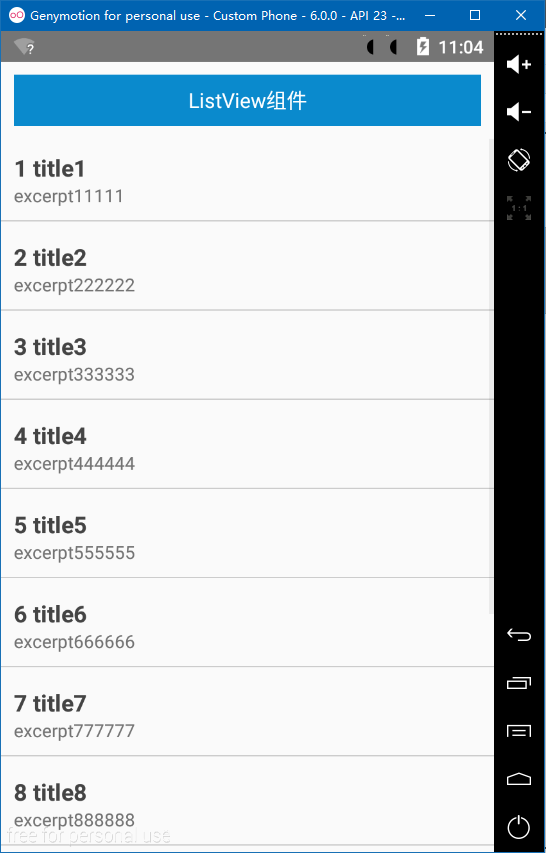 Genymotion for personal use - Custom Phone - 6.0.0 - API 23 -...
11:04
ListView组件
1 title1
excerpt11111
2 title2
excerpt222222
3 title3
excerpt333333
4 title4
excerpt444444
5 title5
excerpt555555
6 title6
excerpt666666
7 title7
excerpt777777
8 title8
excerpt888888
free for personal use
1:1